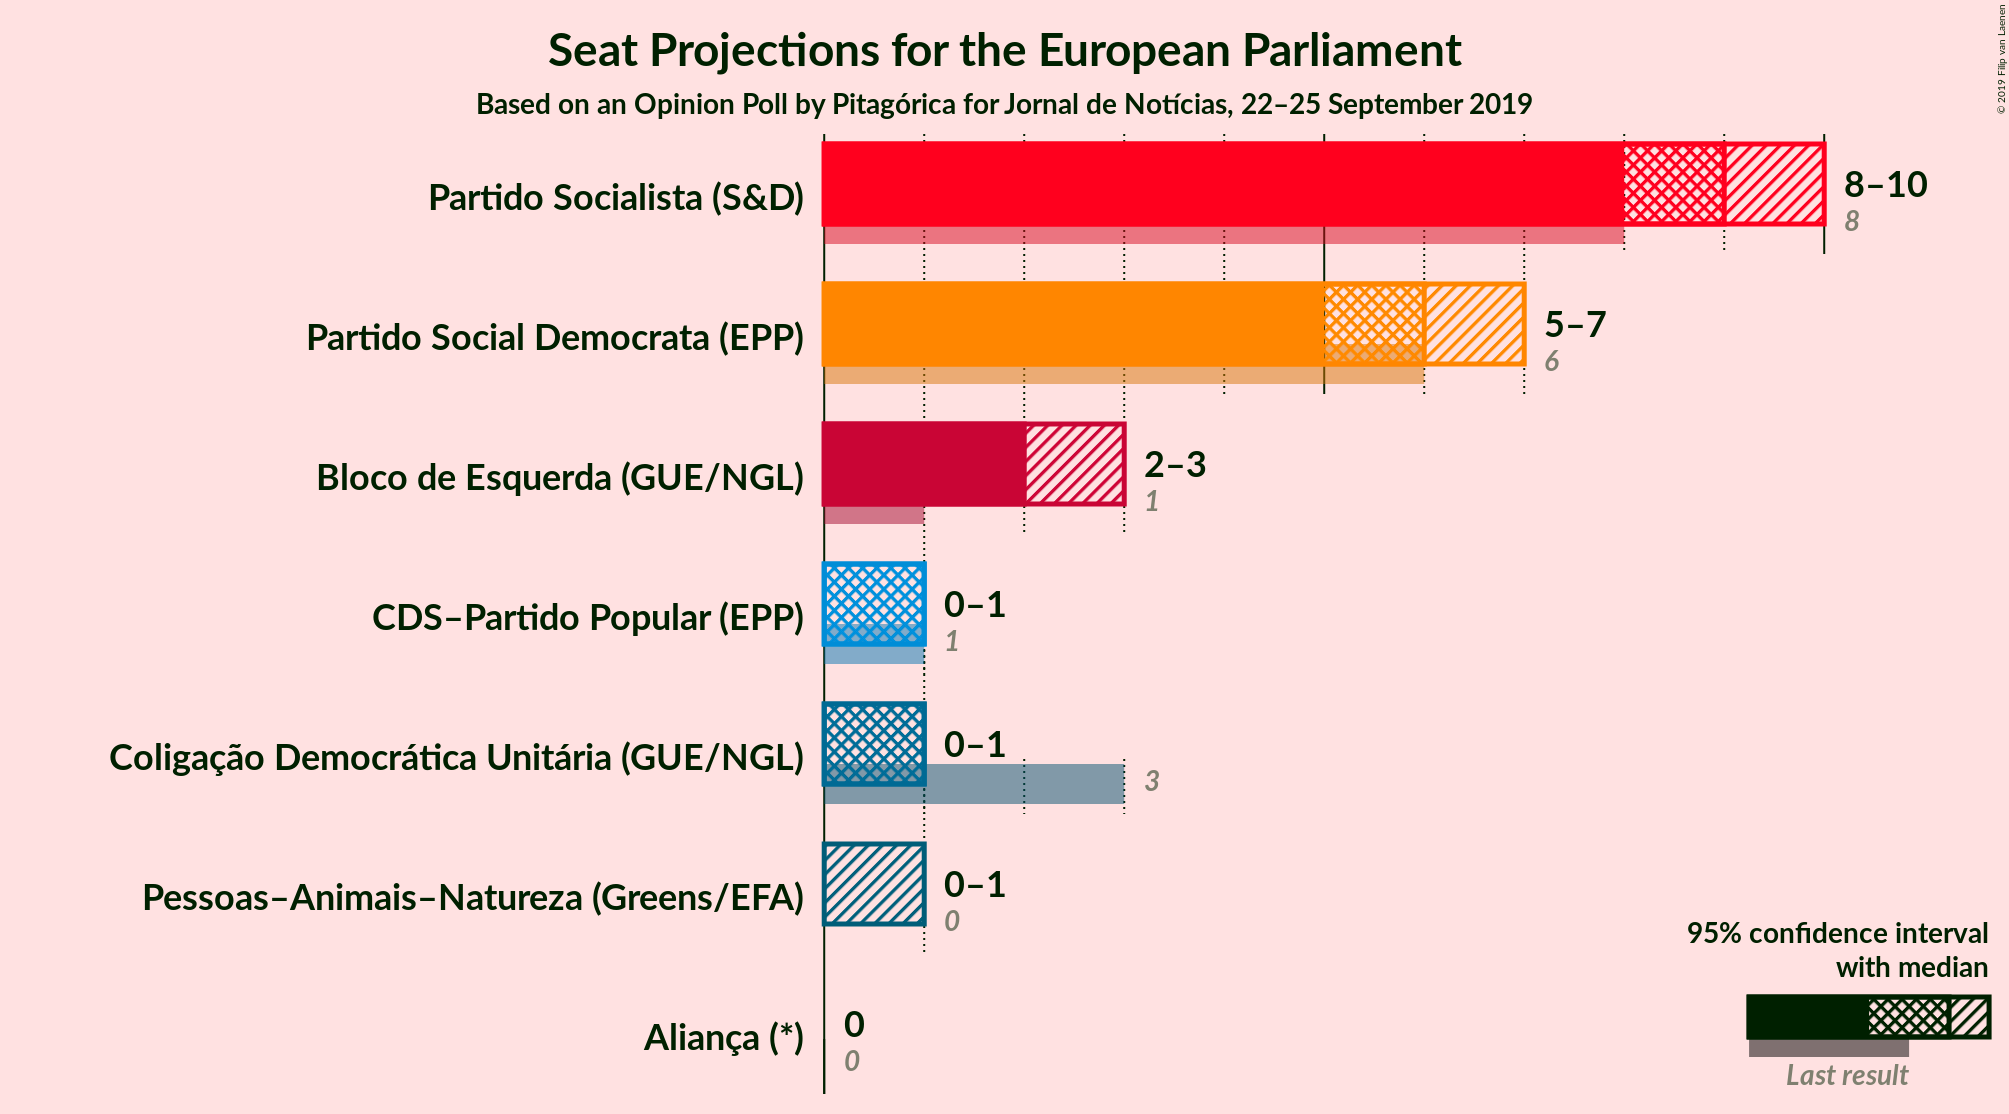 Seat Projections for the European Parliament
Based on an Opinion Poll by Pitagórica for Jornal de Notícias, 22–25 September 2019
© 2019 Filip van Laenen
Partido Socialista (S&D)
8–10
8
Partido Social Democrata (EPP)
5–7
6
Bloco de Esquerda (GUE/NGL)
2–3
1
CDS–Partido Popular (EPP)
0–1
1
Coligação Democrática Unitária (GUE/NGL)
0–1
3
Pessoas–Animais–Natureza (Greens/EFA)
0–1
0
Aliança (*)
0
0
95% confidence interval
with median
Last result